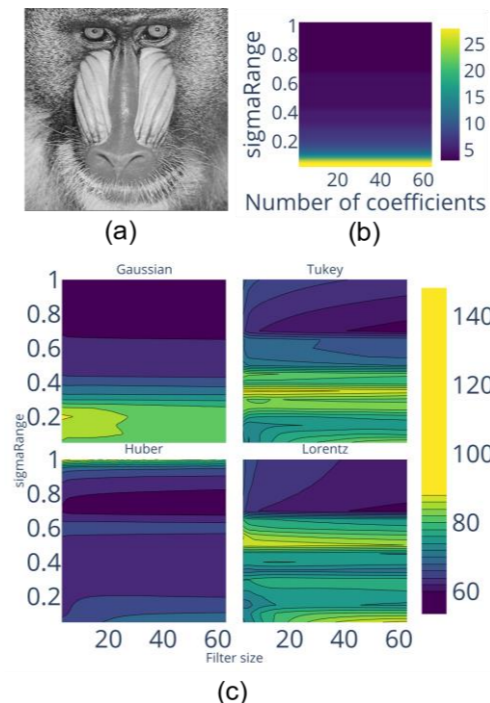 (a)
1
0.8
0.6
0.4
0.2
sigmaRange
20 40 60
Number of coefficients
25
20
15
10
5
(b)
Gaussian Tukey
1
0.8
0.6
0.4
0.2
Huber Lorentz
sigmaRange
1
0.8
0.6
0.4
0.2
20 40 60 20 40 60
Filter size
140
120
100
80
60
(c)